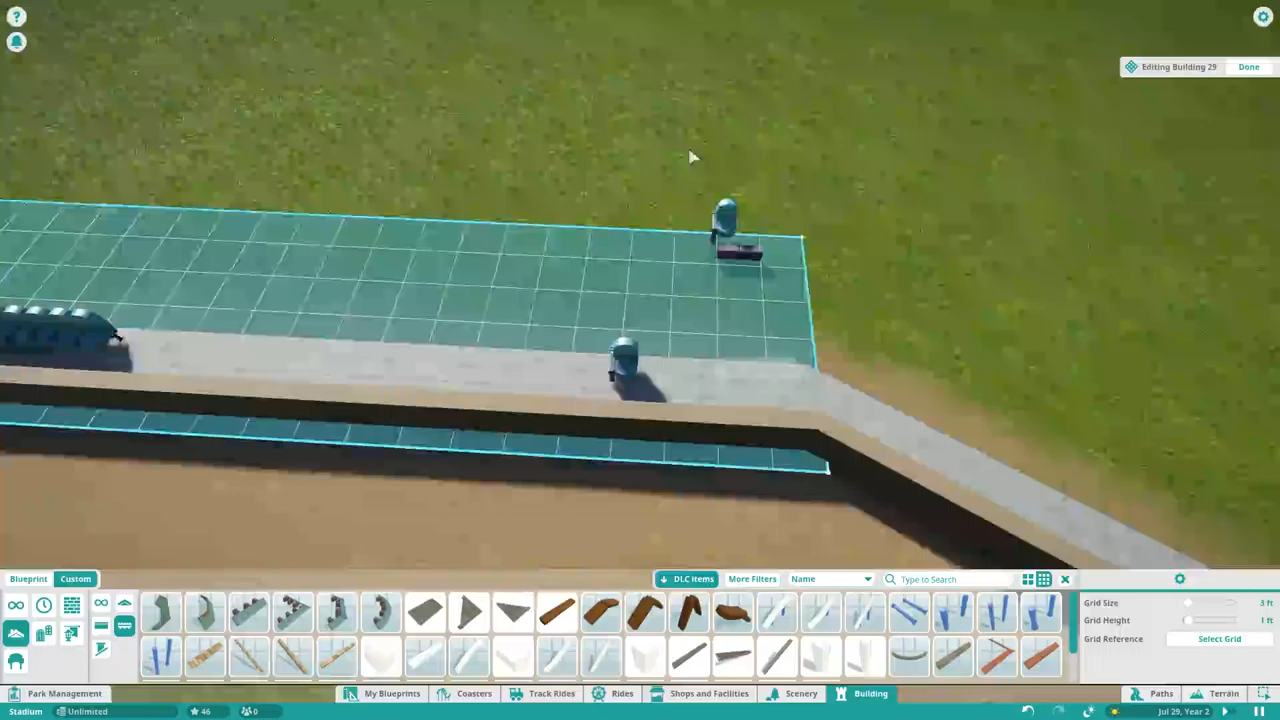 ?
Editing Building 29 Done
Blueprint Custom DLC Items More Filters Name Type to Search
Grid Size 3 ft
Grid Height 1 ft
Grid Reference Select Grid
Park Management My Blueprints Coasters Track Rides Rides Shops and Facilities Scenery Building Paths Terrain
Stadium Unlimited 46 0 Jul 29, Year 2